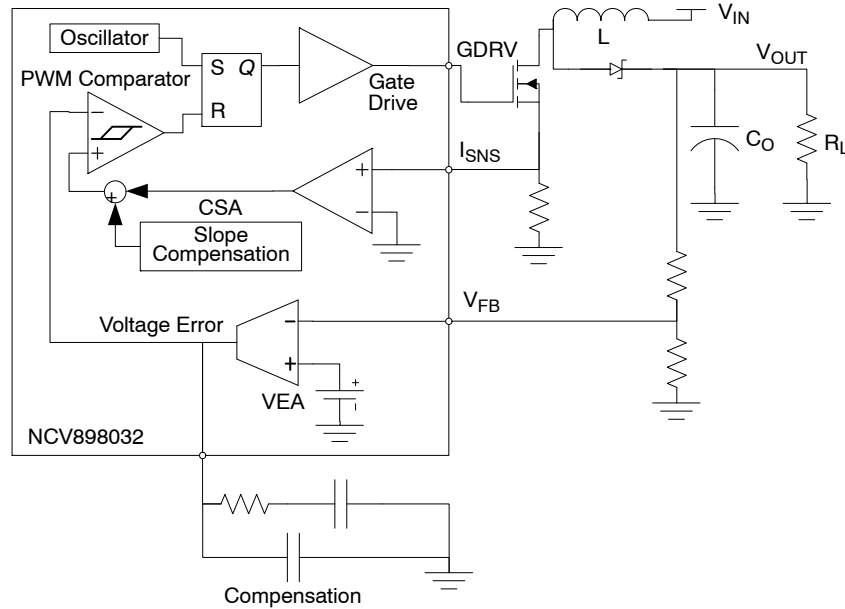 Oscillator
S Q
R
PWM Comparator
−
+
Gate
Drive
GDRV
L
V_IN
V_OUT
C_O
R_L
I_SNS
+
−
CSA
+
Slope
Compensation
V_FB
Voltage Error
−
+
VEA
+
−
NCV898032
Compensation